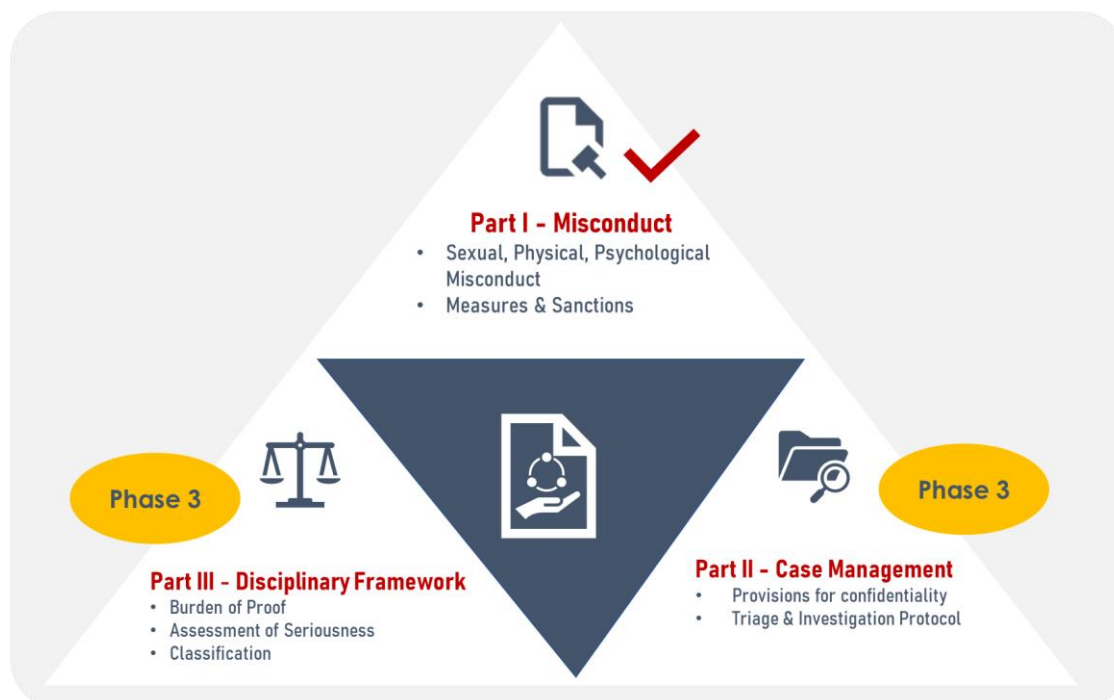 Part I - Misconduct
• Sexual, Physical, Psychological
Misconduct
• Measures & Sanctions
Phase 3
Phase 3
Part III - Disciplinary Framework
• Burden of Proof
• Assessment of Seriousness
• Classification
Part II - Case Management
• Provisions for confidentiality
• Triage & Investigation Protocol